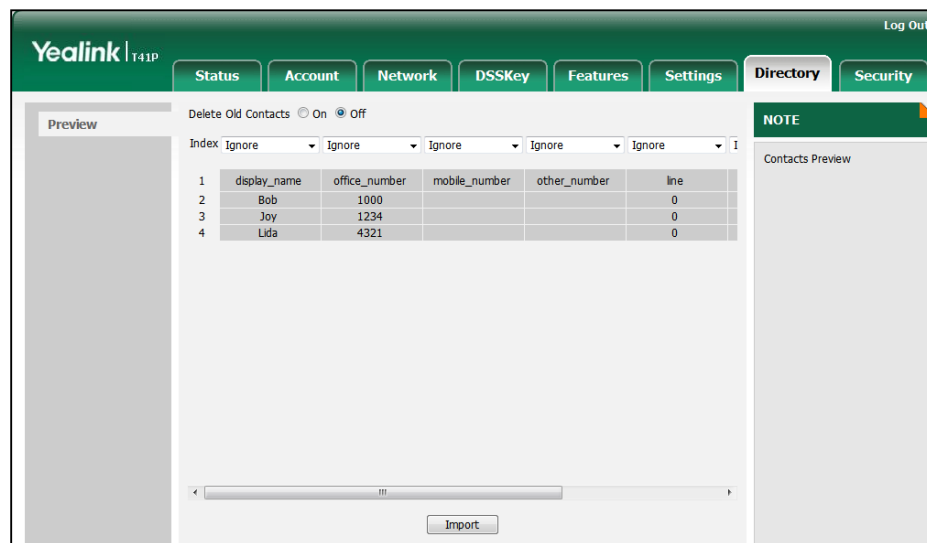 Log Out
Yealink | T41P
Status Account Network DSSKey Features Settings Directory Security
Preview
Delete Old Contacts On Off
NOTE
Index Ignore Ignore Ignore Ignore Ignore I
Contacts Preview
1 display_name office_number mobile_number other_number line
2 Bob 1000 0
3 Joy 1234 0
4 Lida 4321 0
Import